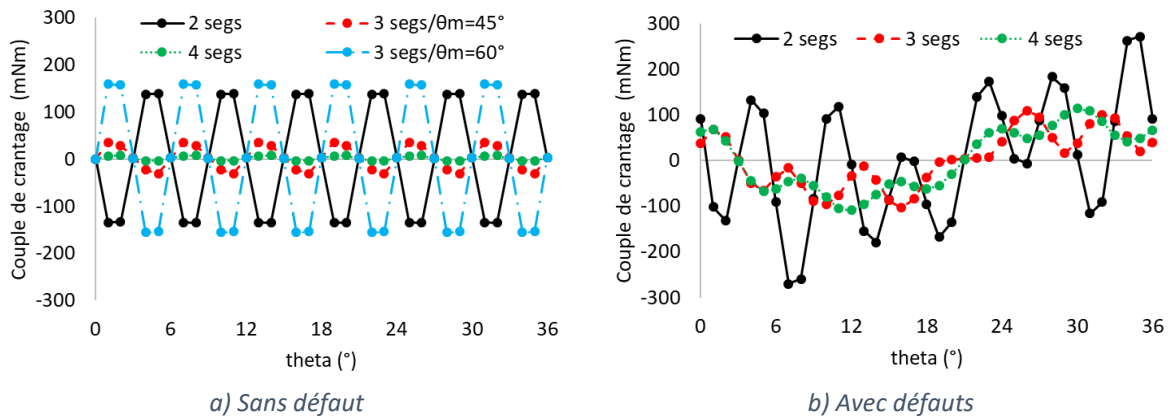 300
200
100
0
-100
-200
-300
Couple de crantage (mNm)
2 segs
3 segs/θm=45°
4 segs
3 segs/θm=60°
0 6 12 18 24 30 36
theta (°)
a) Sans défaut
300
200
100
0
-100
-200
-300
Couple de crantage (mNm)
2 segs 3 segs 4 segs
0 6 12 18 24 30 36
theta (°)
b) Avec défauts